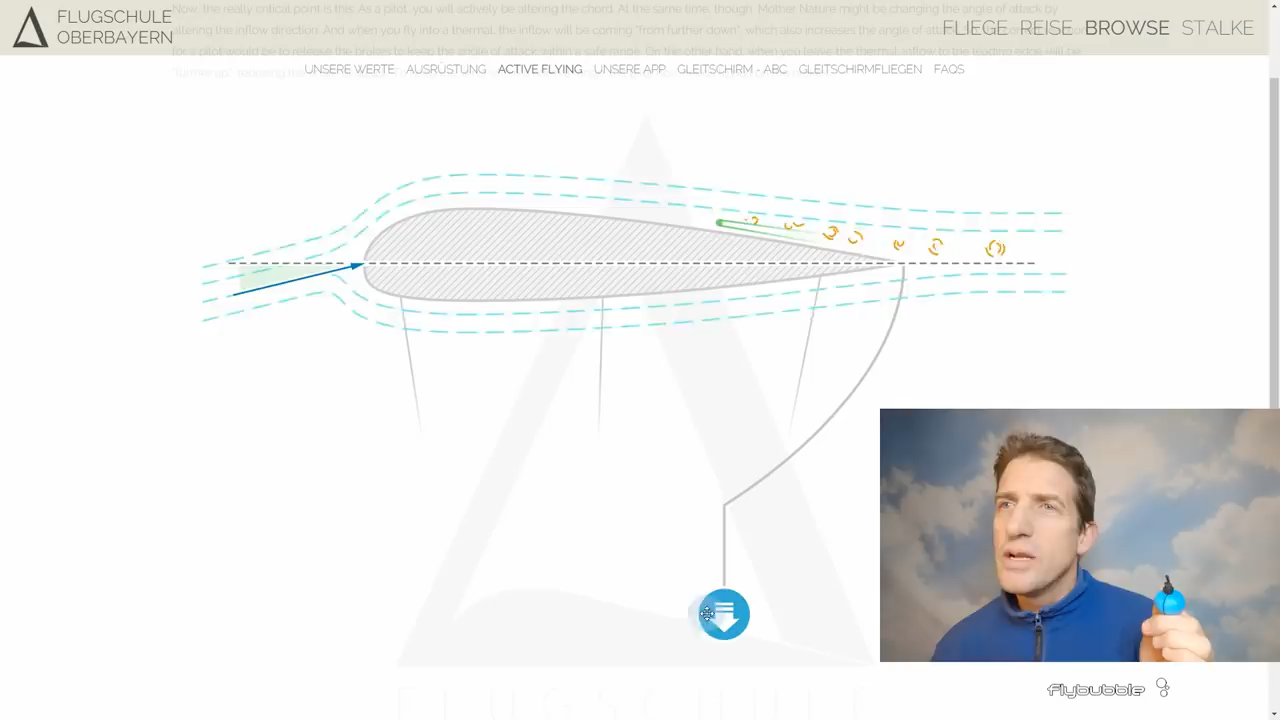 Now, the really critical point is this: As a pilot, you will actively be altering the chord. At the same time, though, Mother Nature might be changing the angle of attack by
FLUGSCHULE
OBERBAYERN
altering the inflow direction. And when you fly into a thermal, the inflow will be coming "from further down", which also increases the angle of attack.
FLIEGE REISE BROWSE STALKE
for a pilot would be to release the brakes to keep the angle of attack within a safe range. On the other hand, when you leave the thermal, inflow to the leading edge will be
"further up",
UNSERE WERTE AUSRÜSTUNG ACTIVE FLYING UNSERE APP GLEITSCHIRM - ABC GLEITSCHIRMFLIEGEN FAQS
flybubble
FLUGSCHULE